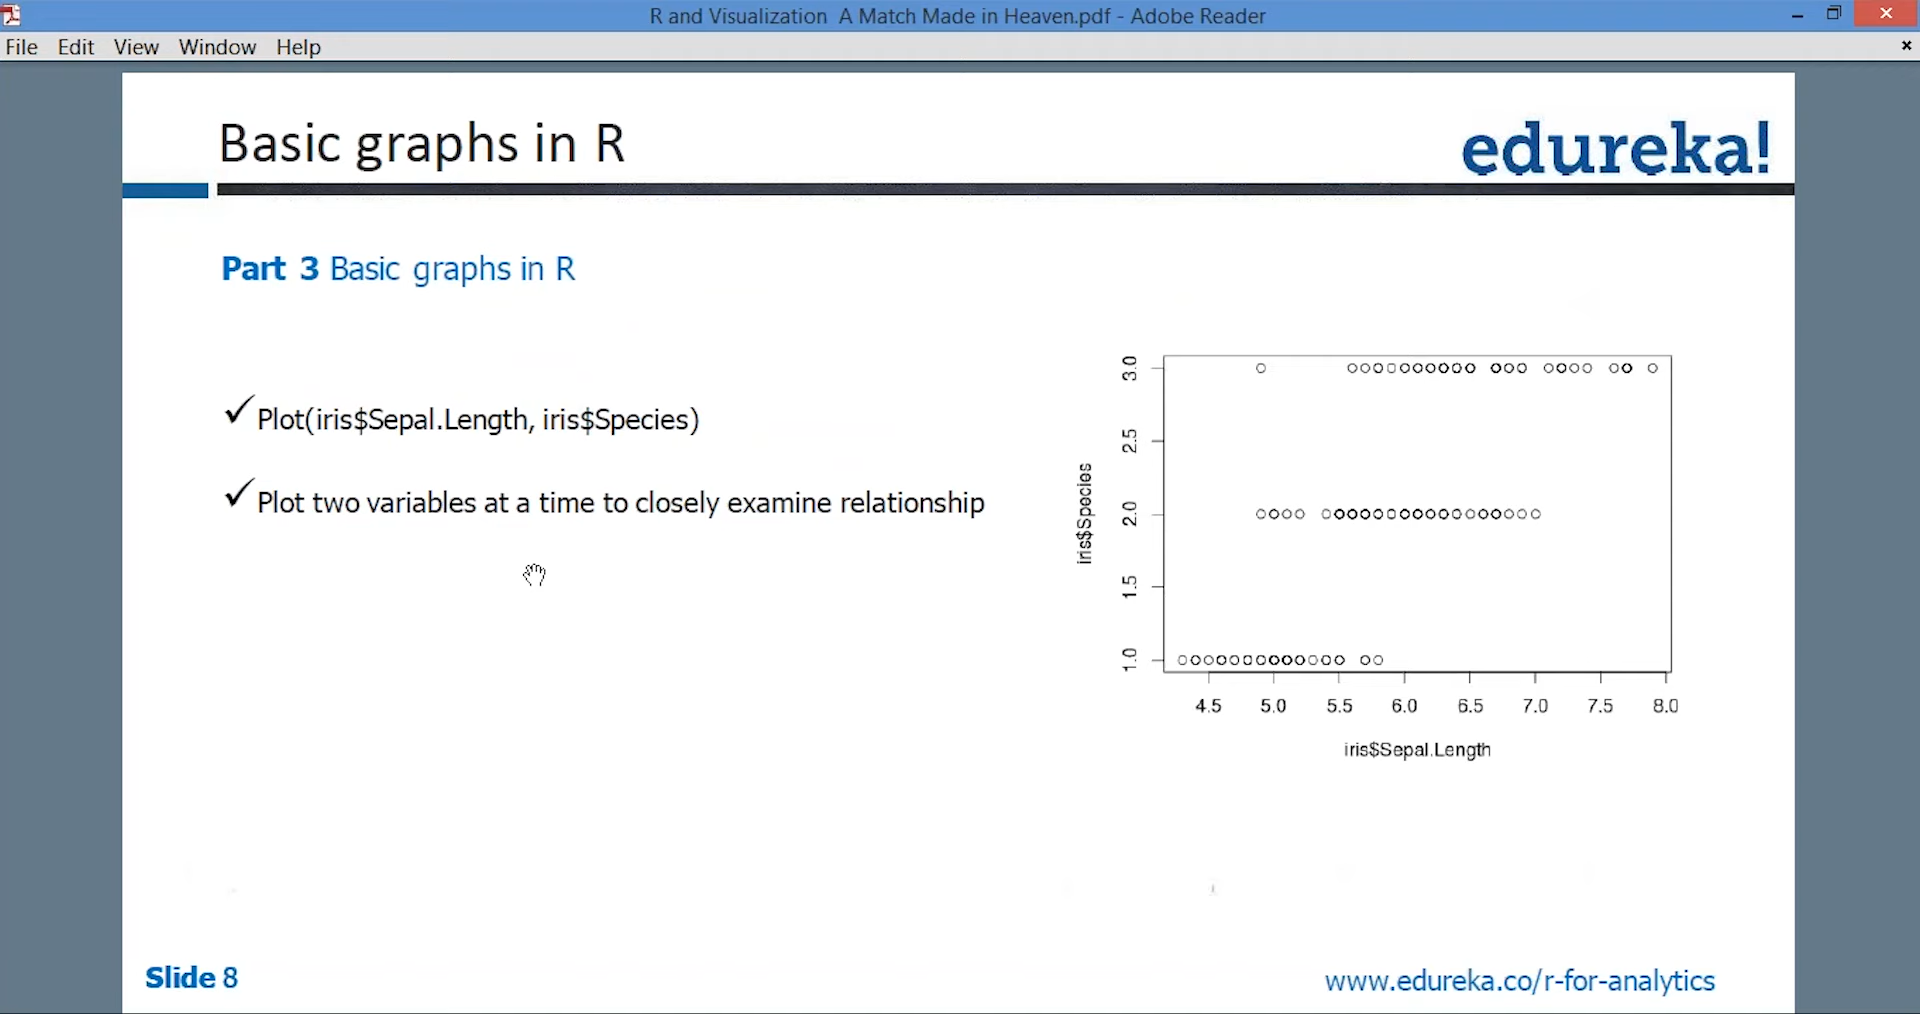 R and Visualization  A Match Made in Heaven.pdf - Adobe Reader
File Edit View Window Help
Basic graphs in R
edureka!
Part 3 Basic graphs in R
✓ Plot(iris$Sepal.Length, iris$Species)
✓ Plot two variables at a time to closely examine relationship
3.0
2.5
2.0
1.5
1.0
iris$Species
4.5 5.0 5.5 6.0 6.5 7.0 7.5 8.0
iris$Sepal.Length
Slide 8
www.edureka.co/r-for-analytics